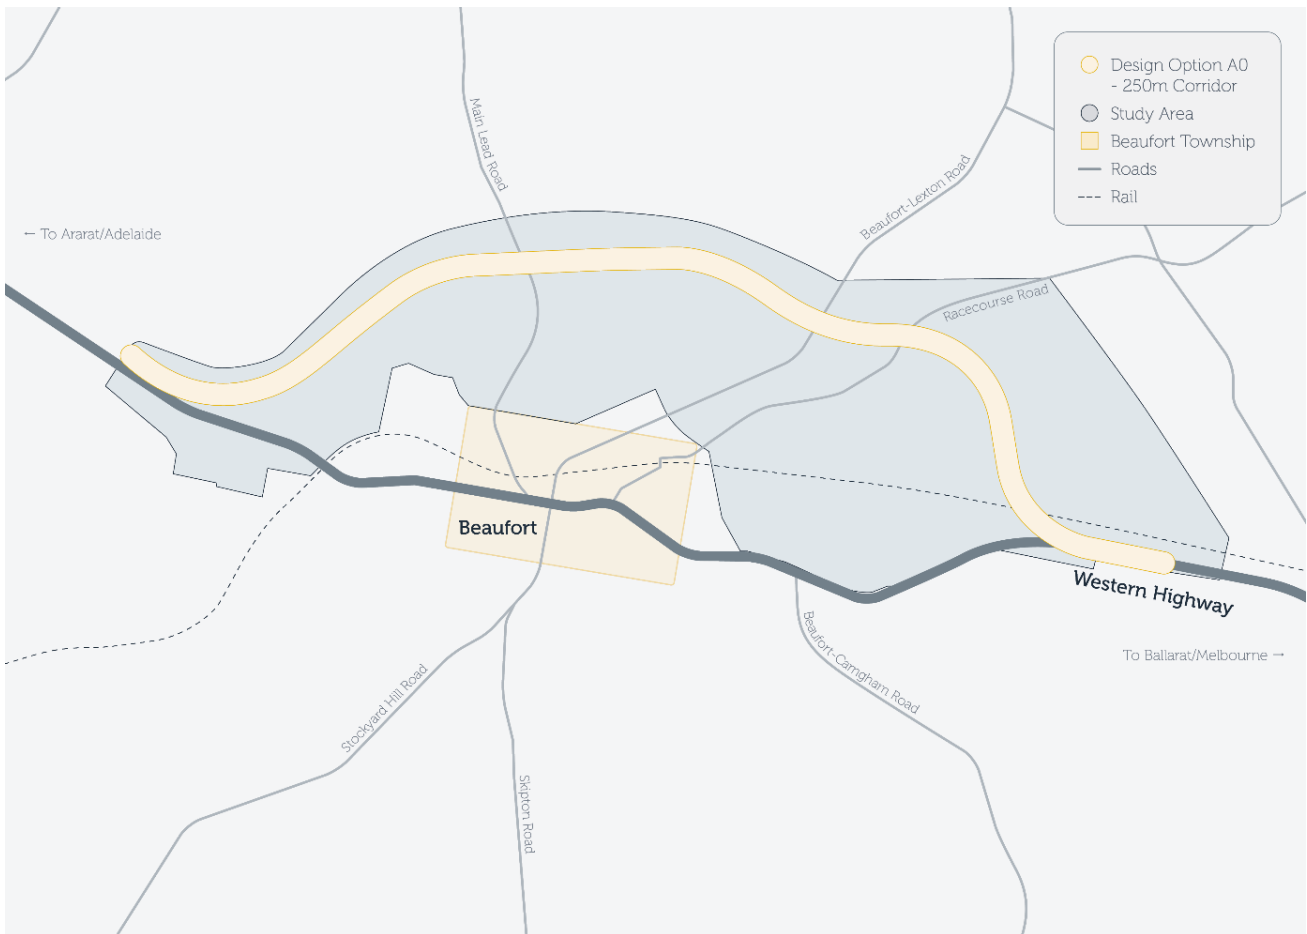 Design Option A0
- 250m Corridor
Study Area
Beaufort Township
Roads
Rail
Main Lead Road
Beaufort-Lexton Road
← To Ararat/Adelaide
Racecourse Road
Beaufort
Western Highway
Beaufort-Carngham Road
To Ballarat/Melbourne →
Stockyard Hill Road
Skipton Road